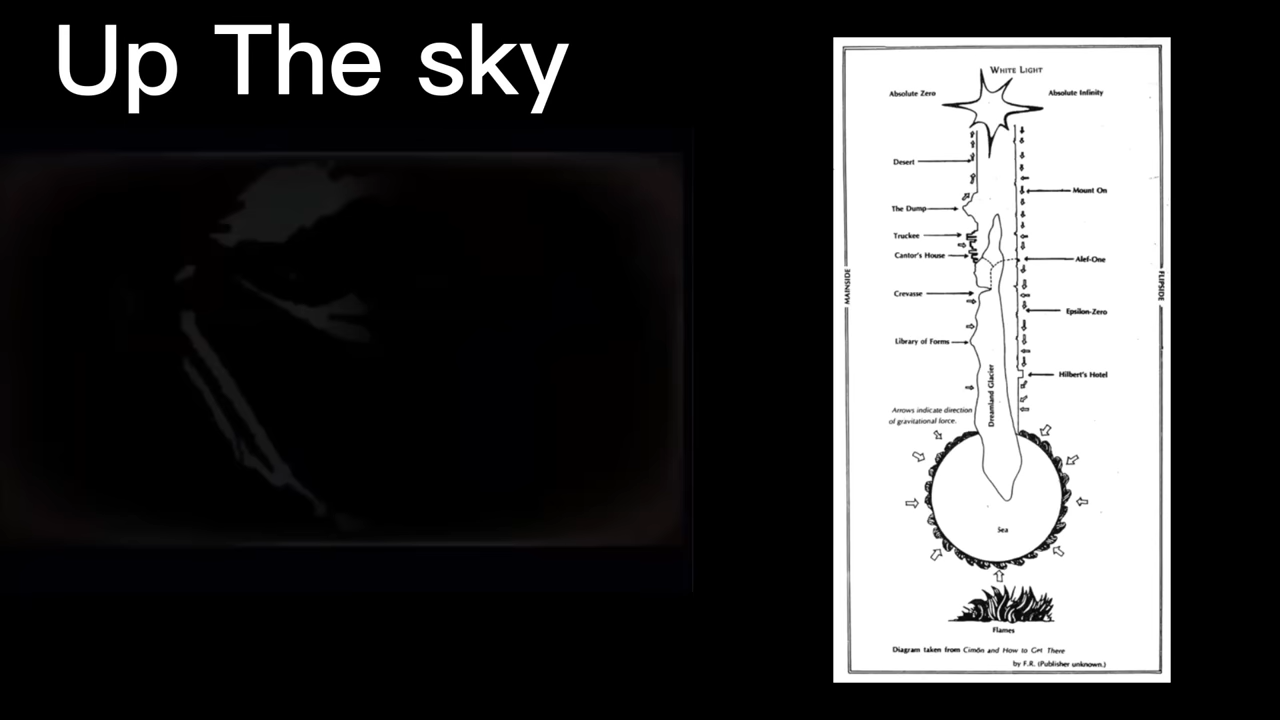 Up The sky
WHITE LIGHT
Absolute Zero
Absolute Infinity
Desert
Mount On
The Dump
Truckee
Cantor's House
Alef-One
MAINSIDE
FLIPSIDE
Crevasse
Epsilon-Zero
Library of Forms
Hilbert's Hotel
Dreamland Glacier
Arrows indicate direction
of gravitational force.
Sea
Flames
Diagram taken from Cimön and How to Get There
by F.R. (Publisher unknown.)